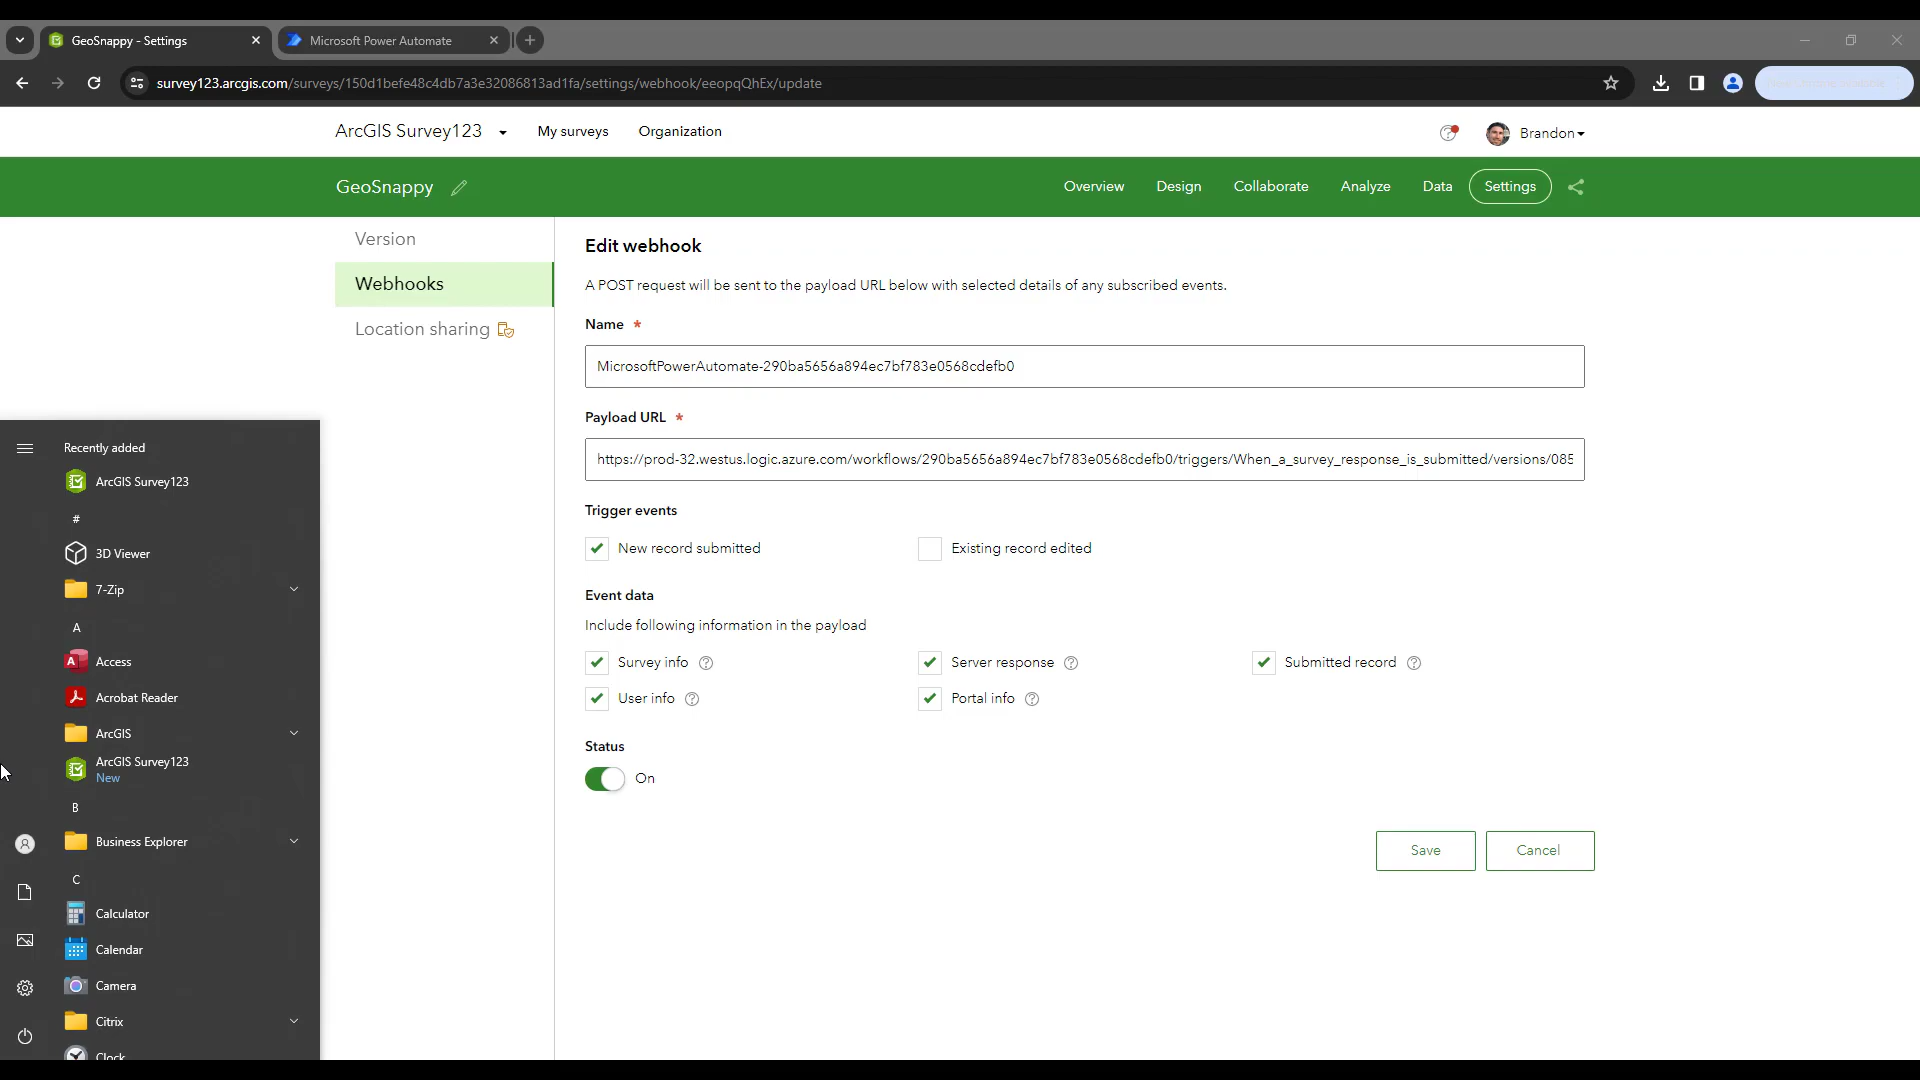 GeoSnappy - Settings
Microsoft Power Automate
survey123.arcgis.com/surveys/150d1befe48c4db7a3e32086813ad1fa/settings/webhook/eeopqQhEx/update
ArcGIS Survey123
My surveys
Organization
Brandon
GeoSnappy
Overview
Design
Collaborate
Analyze
Data
Settings
Version
Webhooks
Location sharing
Edit webhook
A POST request will be sent to the payload URL below with selected details of any subscribed events.
Name *
MicrosoftPowerAutomate-290ba5656a894ec7bf783e0568cdefb0
Payload URL *
https://prod-32.westus.logic.azure.com/workflows/290ba5656a894ec7bf783e0568cdefb0/triggers/When_a_survey_response_is_submitted/versions/085
Trigger events
New record submitted
Existing record edited
Event data
Include following information in the payload
Survey info
Server response
Submitted record
User info
Portal info
Status
On
Save
Cancel
Recently added
ArcGIS Survey123
#
3D Viewer
7-Zip
A
Access
Acrobat Reader
ArcGIS
ArcGIS Survey123
New
B
Business Explorer
C
Calculator
Calendar
Camera
Citrix
Clock